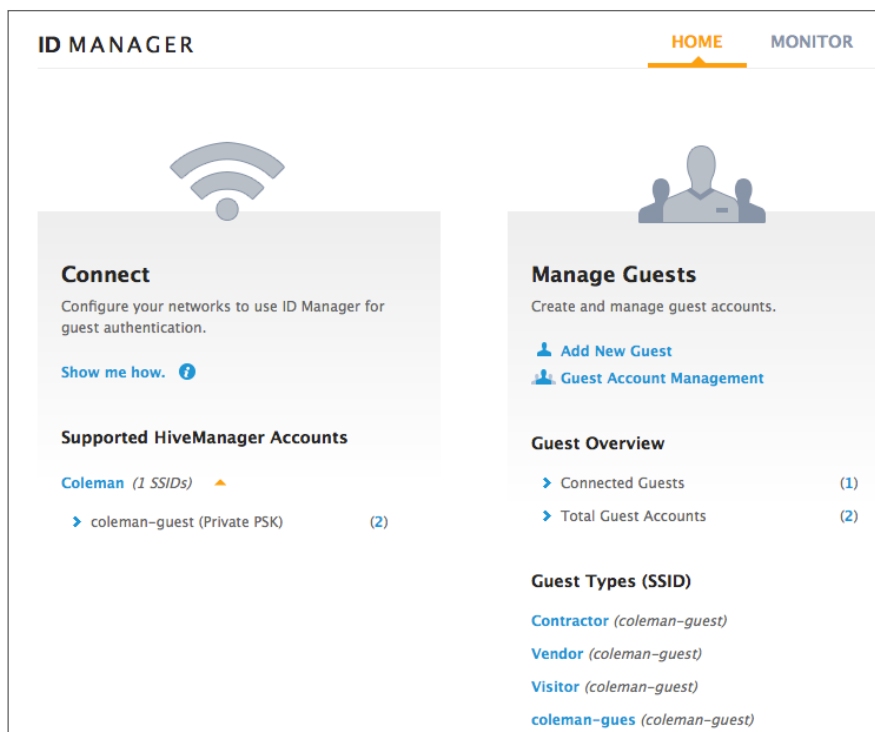 ID MANAGER
HOME
MONITOR
Connect
Configure your networks to use ID Manager for
guest authentication.
Show me how.
Supported HiveManager Accounts
Coleman (1 SSIDs)
coleman-guest (Private PSK) (2)
Manage Guests
Create and manage guest accounts.
Add New Guest
Guest Account Management
Guest Overview
Connected Guests (1)
Total Guest Accounts (2)
Guest Types (SSID)
Contractor (coleman-guest)
Vendor (coleman-guest)
Visitor (coleman-guest)
coleman-gues (coleman-guest)